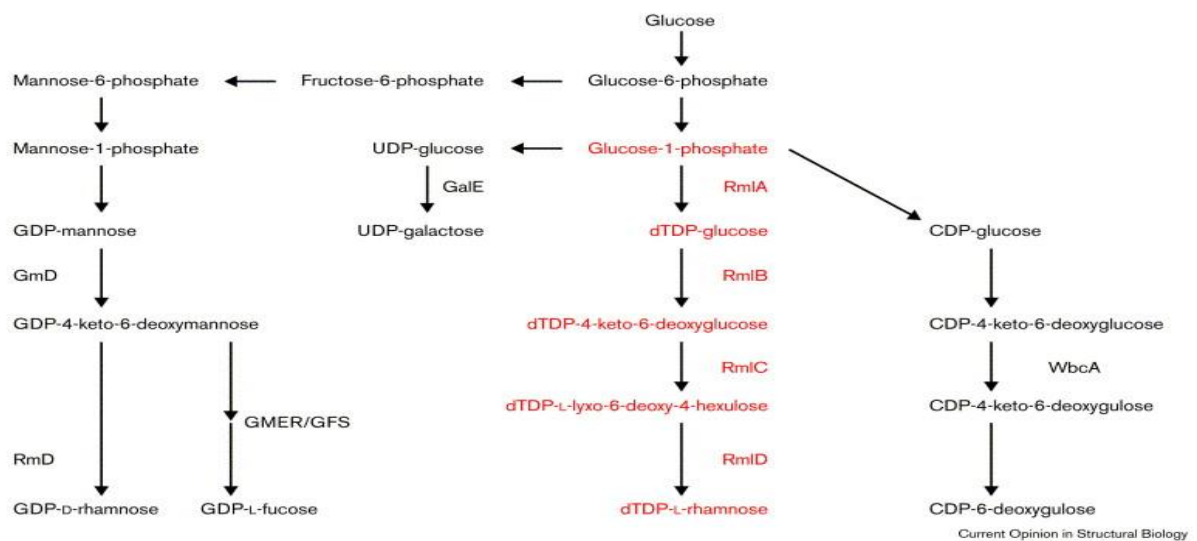 Glucose
Mannose-6-phosphate Fructose-6-phosphate Glucose-6-phosphate
Mannose-1-phosphate UDP-glucose Glucose-1-phosphate
GalE RmlA
GDP-mannose UDP-galactose dTDP-glucose CDP-glucose
GmD RmlB
GDP-4-keto-6-deoxymannose dTDP-4-keto-6-deoxyglucose CDP-4-keto-6-deoxyglucose
RmlC WbcA
dTDP-L-lyxo-6-deoxy-4-hexulose CDP-4-keto-6-deoxygulose
GMER/GFS
RmD RmlD
GDP-D-rhamnose GDP-L-fucose dTDP-L-rhamnose CDP-6-deoxygulose
Current Opinion in Structural Biology